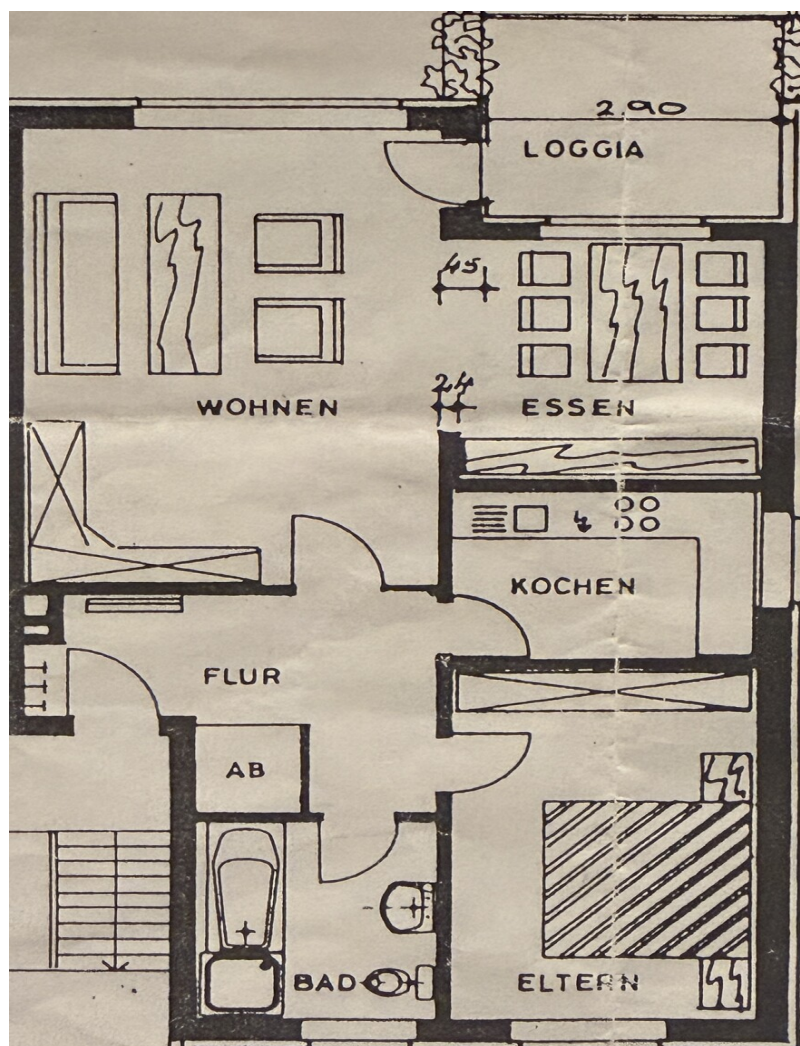 2.90
LOGGIA
45
24
WOHNEN
ESSEN
KOCHEN
FLUR
AB
BAD
ELTERN